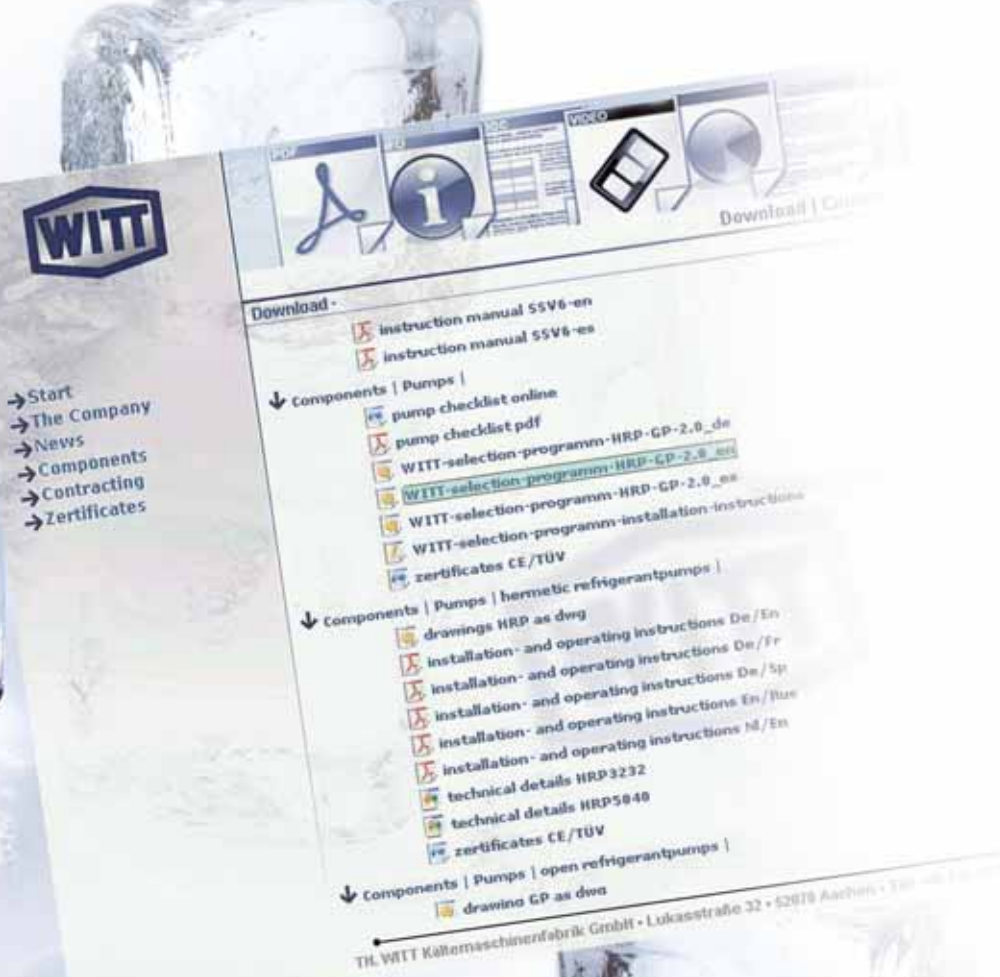 PDF
VIDEO
WITT
Download |
Download -
instruction manual SSV6-en
instruction manual SSV6-es
Start
The Company
News
Components
Contracting
Zertificates
Components | Pumps |
pump checklist online
pump checklist pdf
WITT-selection-programm-HRP-GP-2.0_de
WITT-selection-programm-HRP-GP-2.0_en
WITT-selection-programm-HRP-GP-2.0_es
WITT-selection-programm-installation-instructions
zertificates CE/TÜV
Components | Pumps | hermetic refrigerantpumps |
drawings HRP as dwg
installation- and operating instructions De/En
installation- and operating instructions De/Fr
installation- and operating instructions De/Sp
installation- and operating instructions En/Rus
installation- and operating instructions Nl/En
technical details HRP3232
technical details HRP5040
zertificates CE/TÜV
Components | Pumps | open refrigerantpumps |
drawing GP as dwg
TH. WITT Kältemaschinenfabrik GmbH • Lukasstraße 32 • 52070 Aachen •